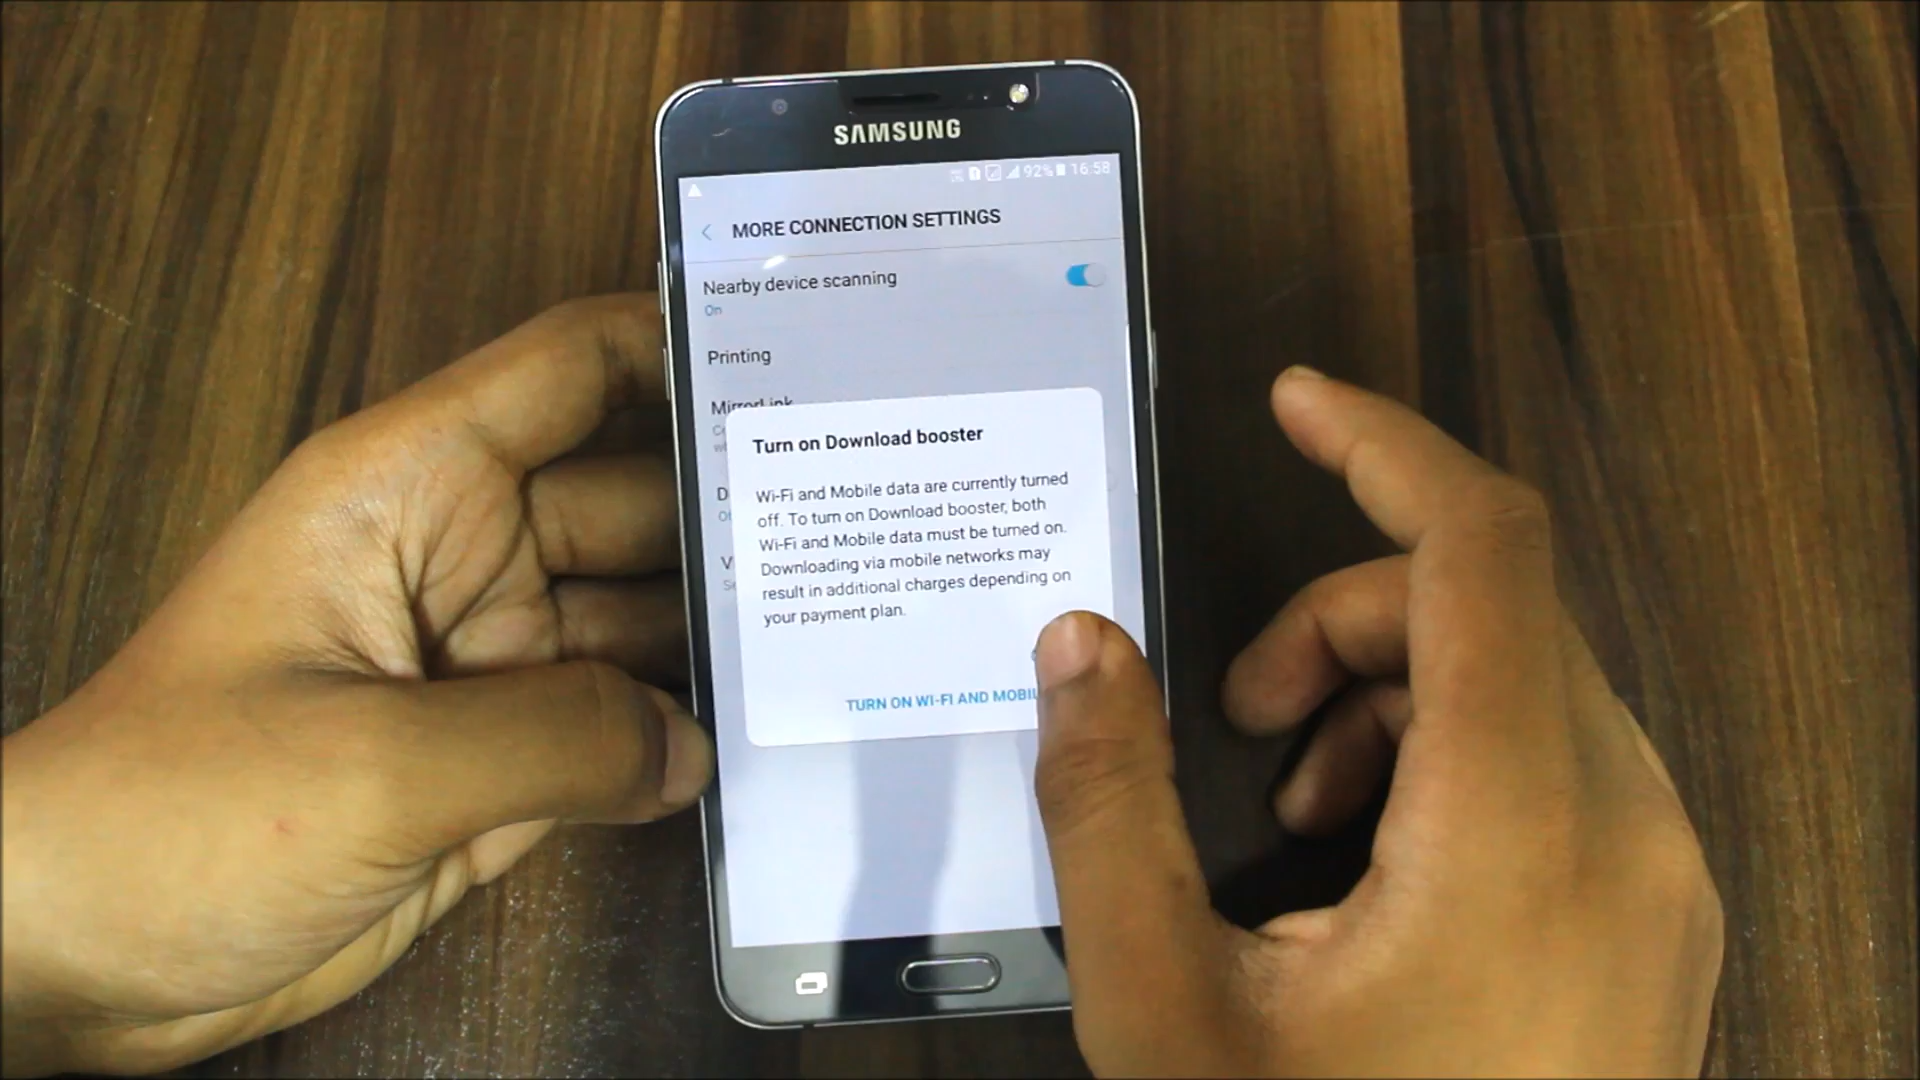 SAMSUNG
92% 16:58
MORE CONNECTION SETTINGS
Nearby device scanning
On
Printing
MirrorLink
Turn on Download booster
Wi-Fi and Mobile data are currently turned
off. To turn on Download booster, both
Wi-Fi and Mobile data must be turned on.
Downloading via mobile networks may
result in additional charges depending on
your payment plan.
TURN ON WI-FI AND MOBIL